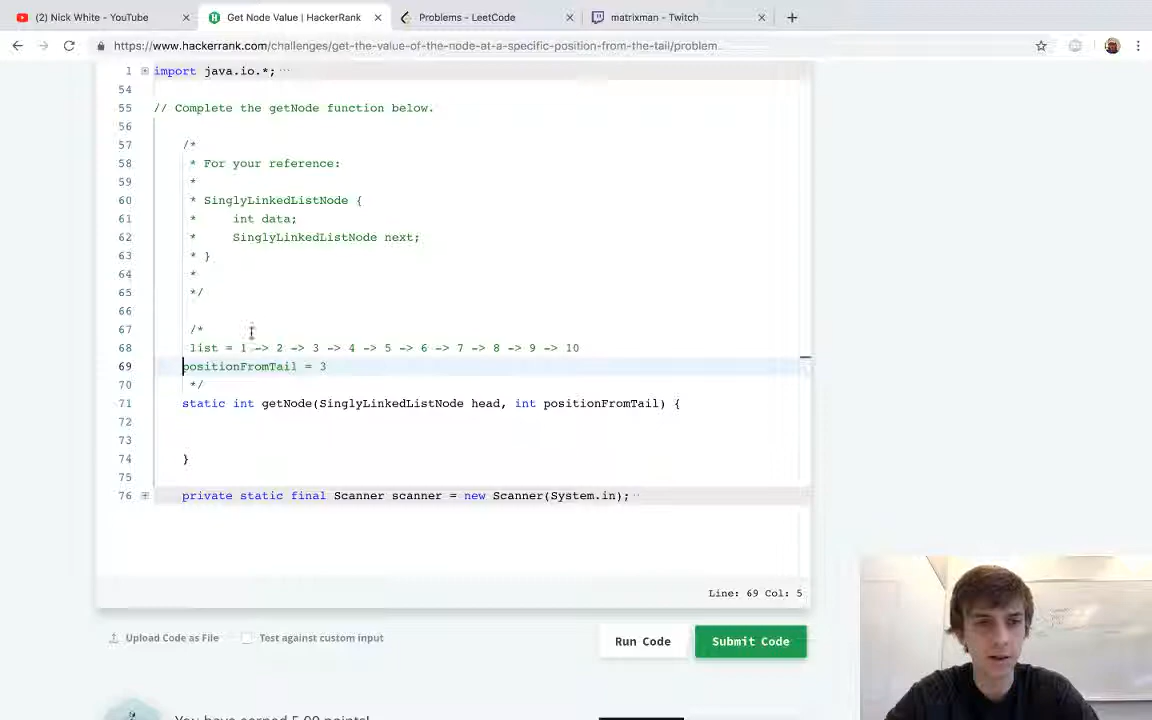 (2) Nick White - YouTube
Get Node Value | HackerRank
Problems - LeetCode
matrixman - Twitch
https://www.hackerrank.com/challenges/get-the-value-of-the-node-at-a-specific-position-from-the-tail/problem...
1 import java.io.*;
54
55 // Complete the getNode function below.
56
57 /*
58 * For your reference:
59 *
60 * SinglyLinkedListNode {
61 *     int data;
62 *     SinglyLinkedListNode next;
63 * }
64 *
65 */
66
67 /*
68 list = 1 -> 2 -> 3 -> 4 -> 5 -> 6 -> 7 -> 8 -> 9 -> 10
69 positionFromTail = 3
70 */
71 static int getNode(SinglyLinkedListNode head, int positionFromTail) {
72
73
74 }
75
76 private static final Scanner scanner = new Scanner(System.in);
Line: 69 Col: 5
Upload Code as File
Test against custom input
Run Code
Submit Code
You have earned 5.00 points!